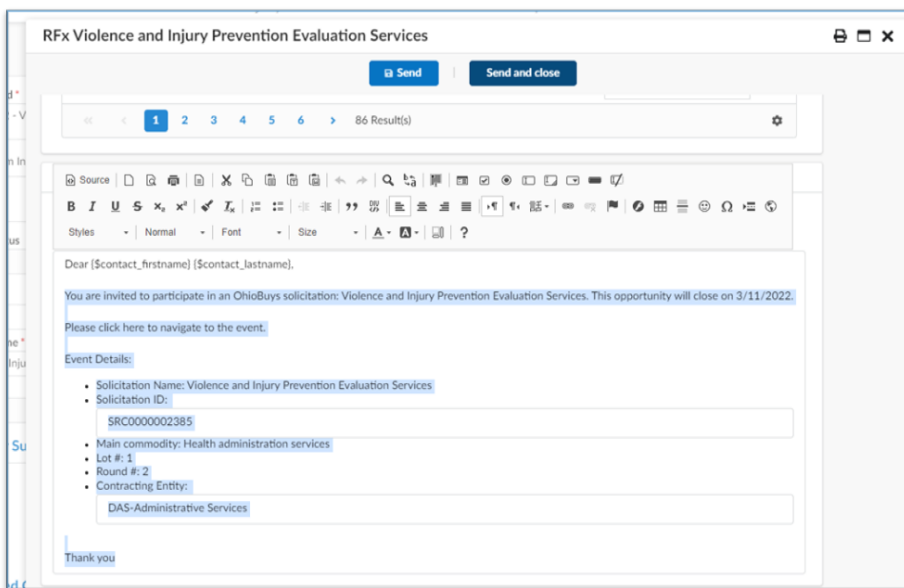 RFx Violence and Injury Prevention Evaluation Services
Send
Send and close
1 2 3 4 5 6 86 Result(s)
Source
Styles Normal Font Size
Dear {$contact_firstname} {$contact_lastname},
You are invited to participate in an OhioBuys solicitation: Violence and Injury Prevention Evaluation Services. This opportunity will close on 3/11/2022.
Please click here to navigate to the event.
Event Details:
• Solicitation Name: Violence and Injury Prevention Evaluation Services
• Solicitation ID:
SRC0000002385
• Main commodity: Health administration services
• Lot #: 1
• Round #: 2
• Contracting Entity:
DAS-Administrative Services
Thank you